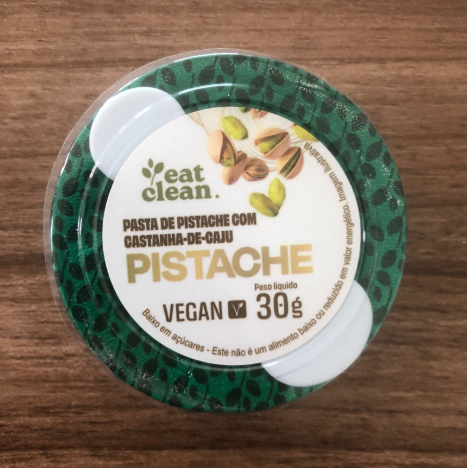 eat
clean.
PASTA DE PISTACHE COM
CASTANHA-DE-CAJU
PISTACHE
VEGAN V
Peso líquido
30g
Baixo em açúcares - Este não é um alimento baixo ou reduzido em valor energético. Imagem ilustrativa